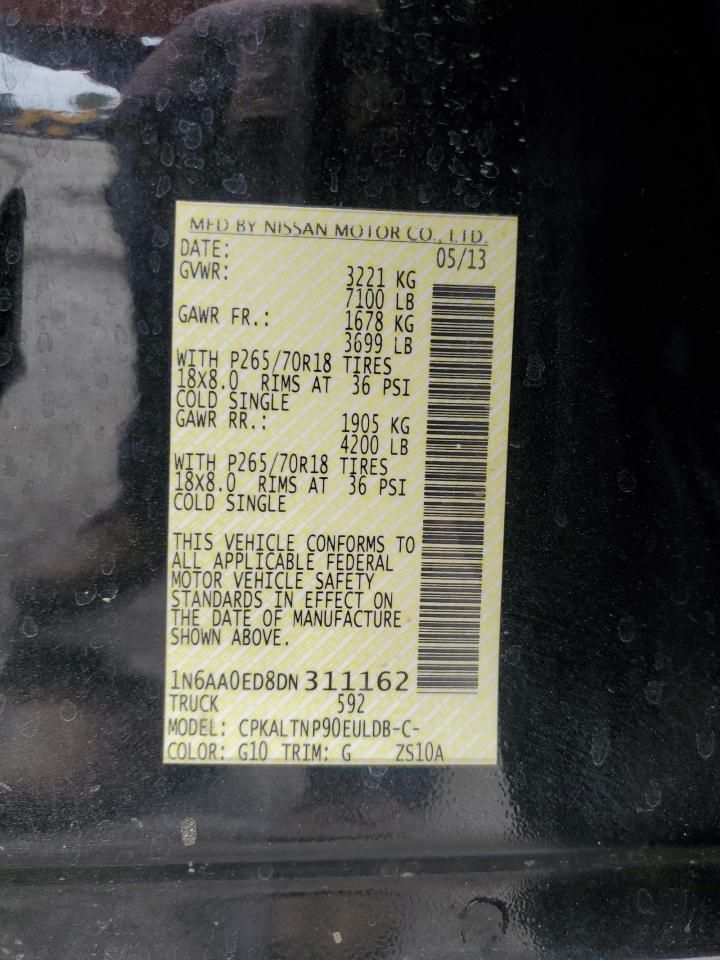 MFD BY NISSAN MOTOR CO., LTD.
DATE: 05/13
GVWR: 3221 KG
7100 LB
GAWR FR.: 1678 KG
3699 LB
WITH P265/70R18 TIRES
18X8.0 RIMS AT 36 PSI
COLD SINGLE
GAWR RR.: 1905 KG
4200 LB
WITH P265/70R18 TIRES
18X8.0 RIMS AT 36 PSI
COLD SINGLE
THIS VEHICLE CONFORMS TO
ALL APPLICABLE FEDERAL
MOTOR VEHICLE SAFETY
STANDARDS IN EFFECT ON
THE DATE OF MANUFACTURE
SHOWN ABOVE.
1N6AA0ED8DN311162
TRUCK 592
MODEL: CPKALTNP90EULDB-C-
COLOR: G10 TRIM: G ZS10A